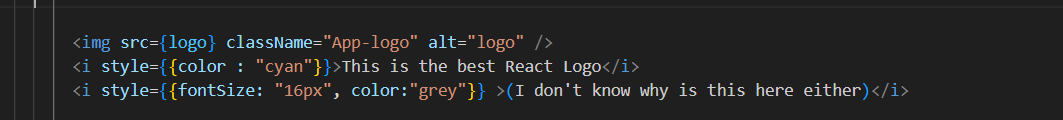 <img src={logo} className="App-logo" alt="logo" />
<i style={{color : "cyan"}}>This is the best React Logo</i>
<i style={{fontSize: "16px", color:"grey"}} >(I don't know why is this here either)</i>